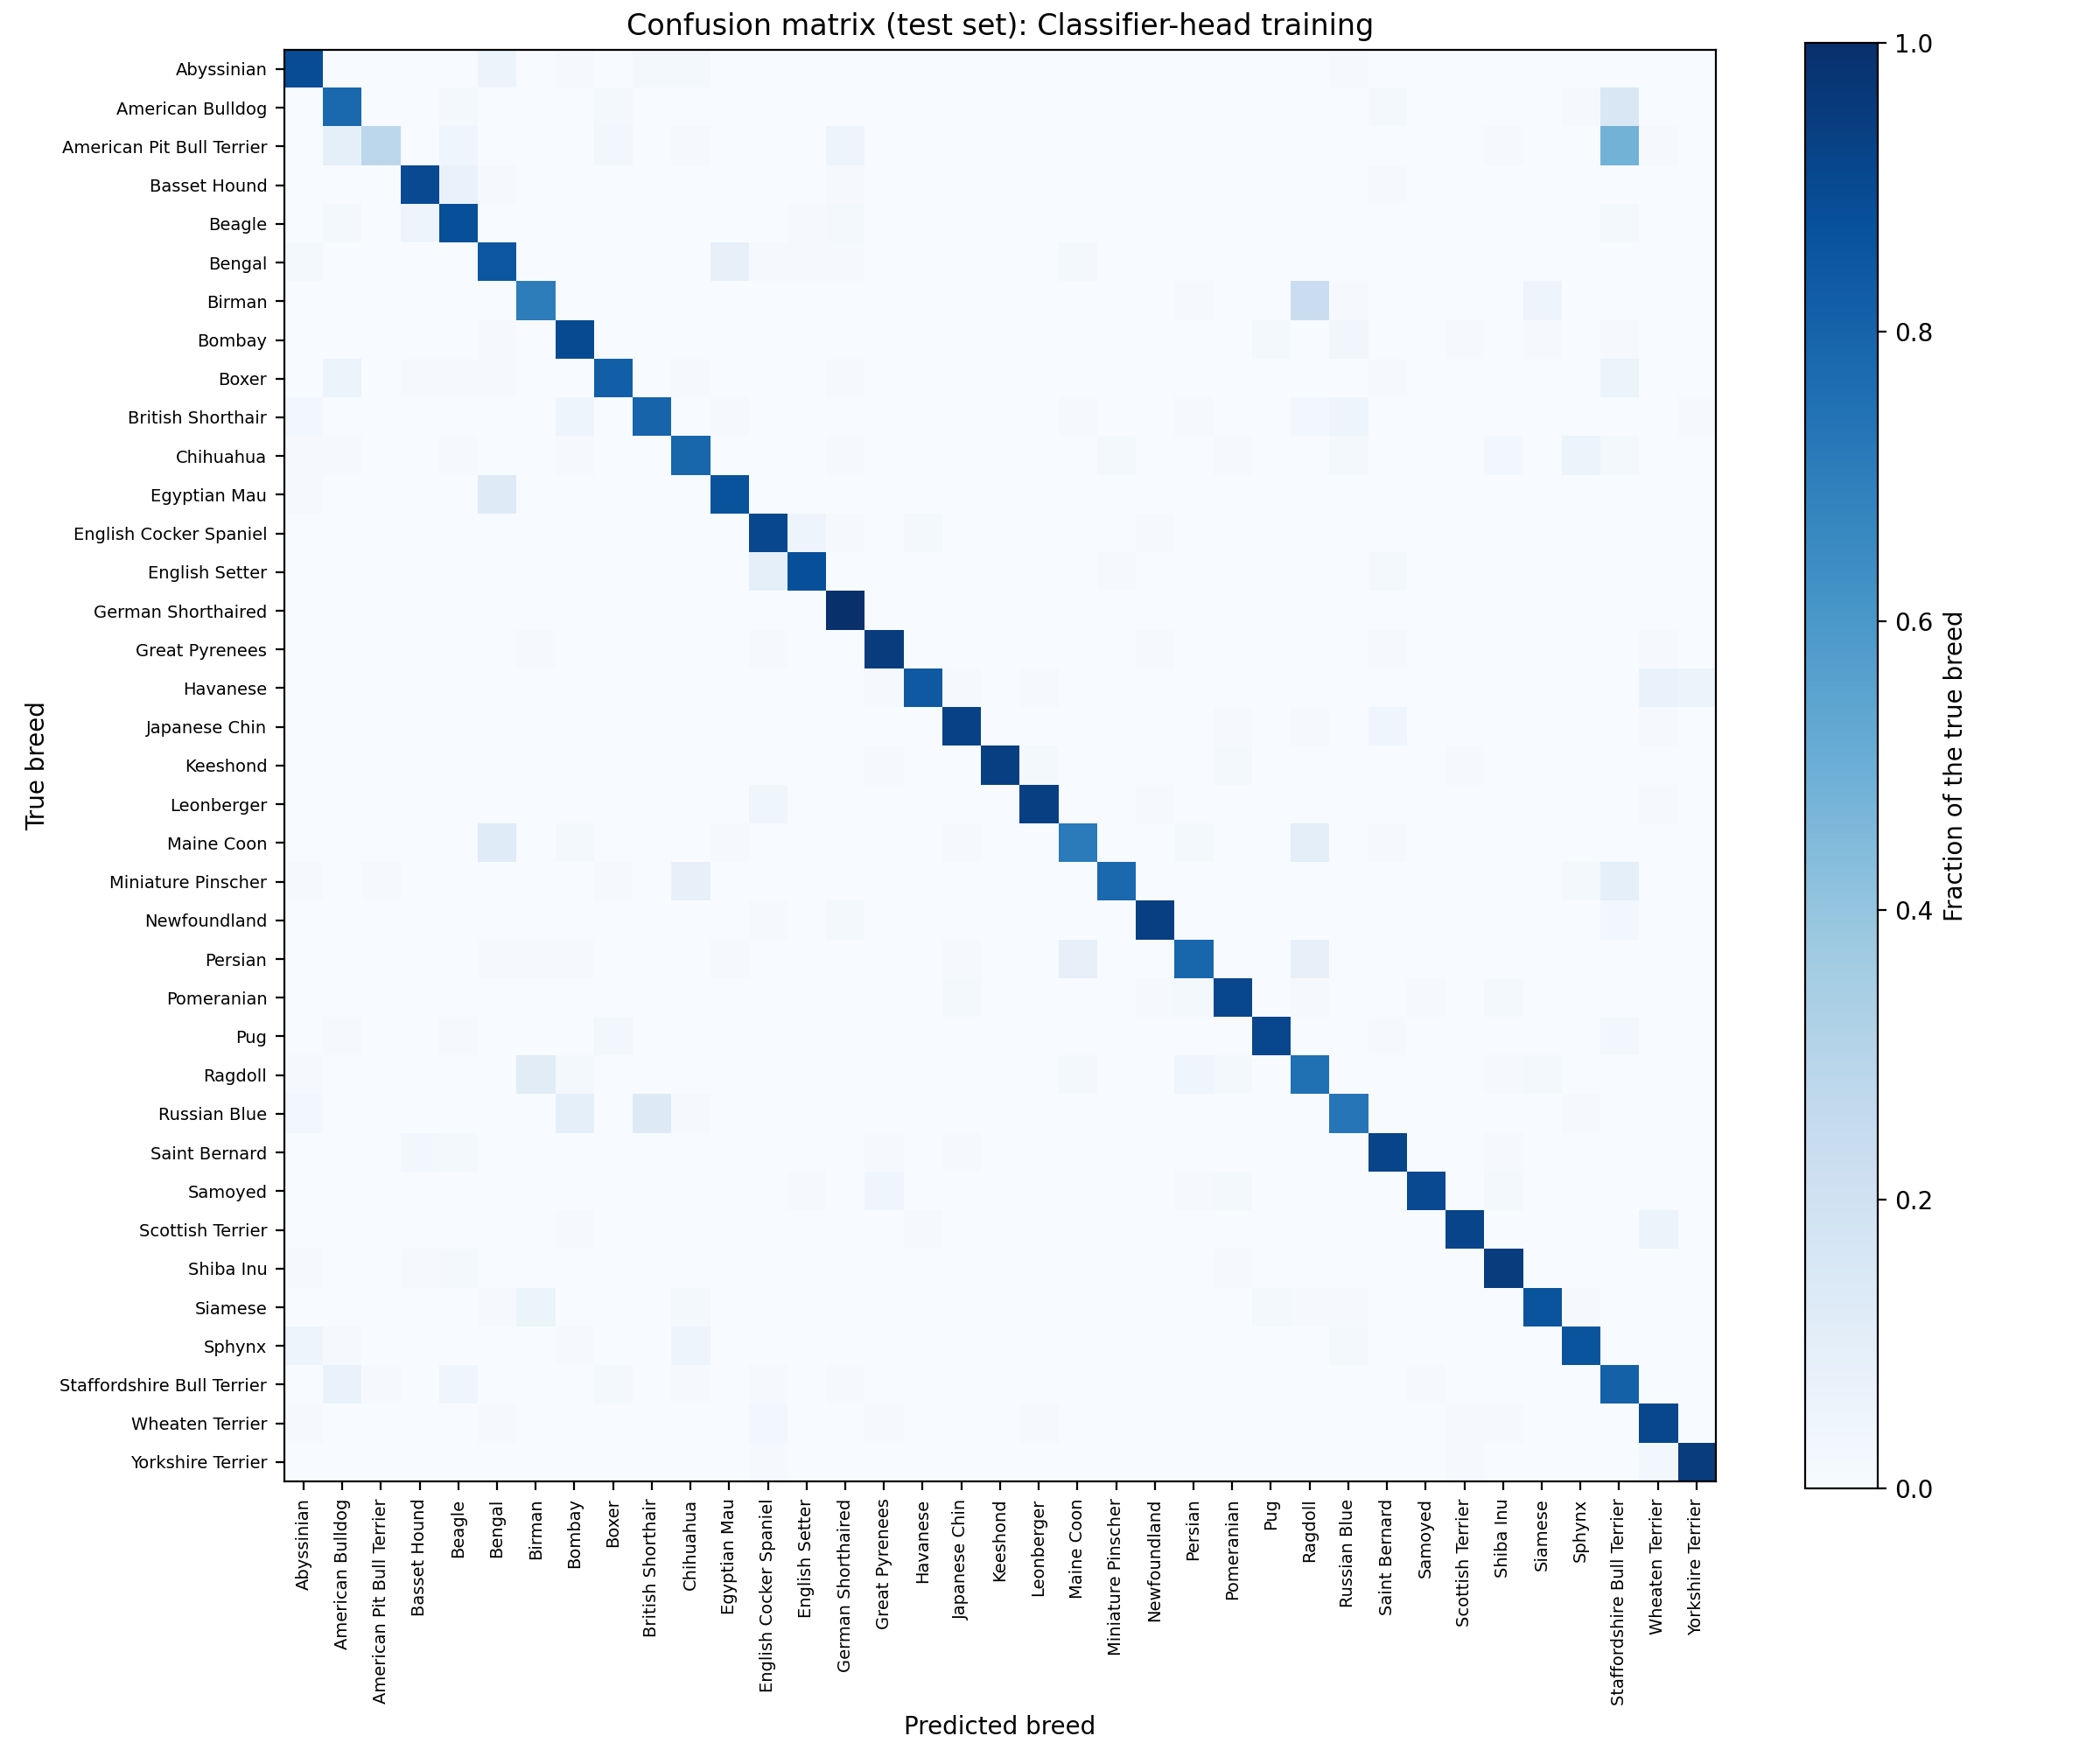 Confusion matrix (test set): Classifier-head training
True breed
Abyssinian
American Bulldog
American Pit Bull Terrier
Basset Hound
Beagle
Bengal
Birman
Bombay
Boxer
British Shorthair
Chihuahua
Egyptian Mau
English Cocker Spaniel
English Setter
German Shorthaired
Great Pyrenees
Havanese
Japanese Chin
Keeshond
Leonberger
Maine Coon
Miniature Pinscher
Newfoundland
Persian
Pomeranian
Pug
Ragdoll
Russian Blue
Saint Bernard
Samoyed
Scottish Terrier
Shiba Inu
Siamese
Sphynx
Staffordshire Bull Terrier
Wheaten Terrier
Yorkshire Terrier
Abyssinian
American Bulldog
American Pit Bull Terrier
Basset Hound
Beagle
Bengal
Birman
Bombay
Boxer
British Shorthair
Chihuahua
Egyptian Mau
English Cocker Spaniel
English Setter
German Shorthaired
Great Pyrenees
Havanese
Japanese Chin
Keeshond
Leonberger
Maine Coon
Miniature Pinscher
Newfoundland
Persian
Pomeranian
Pug
Ragdoll
Russian Blue
Saint Bernard
Samoyed
Scottish Terrier
Shiba Inu
Siamese
Sphynx
Staffordshire Bull Terrier
Wheaten Terrier
Yorkshire Terrier
Predicted breed
1.0
0.8
0.6
0.4
0.2
0.0
Fraction of the true breed